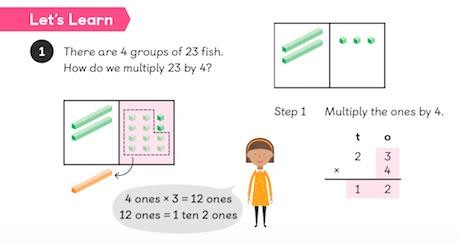 Let's Learn
1
There are 4 groups of 23 fish.
How do we multiply 23 by 4?
4 ones × 3 = 12 ones
12 ones = 1 ten 2 ones
Step 1 Multiply the ones by 4.
t o
2 3
× 4
1 2